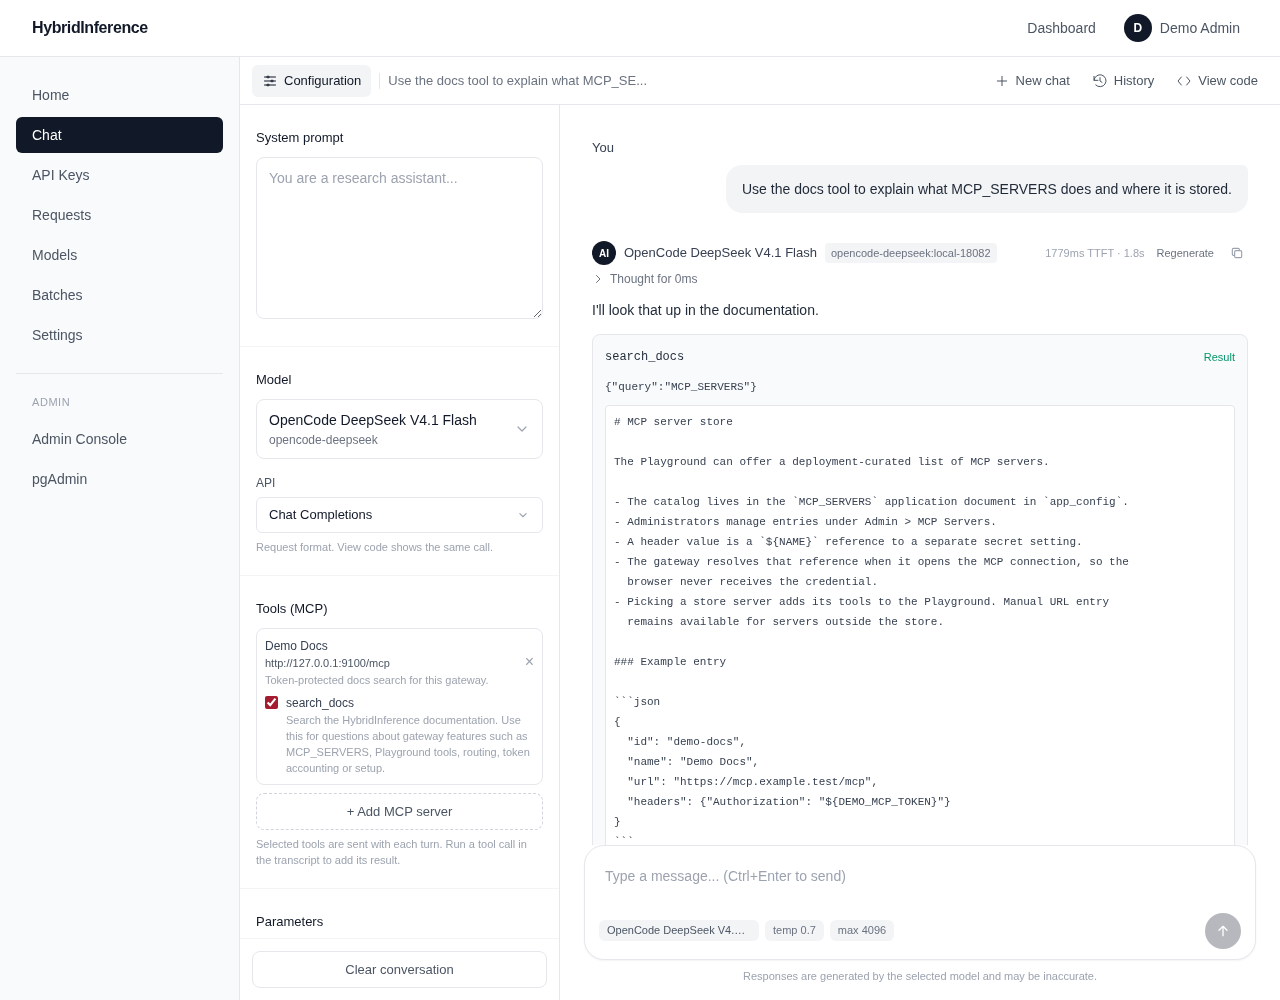 HybridInference
Dashboard
D
Demo Admin
Home
Chat
API Keys
Requests
Models
Batches
Settings
ADMIN
Admin Console
pgAdmin
Configuration
Use the docs tool to explain what MCP_SE...
New chat
History
View code
System prompt
You are a research assistant...
Model
OpenCode DeepSeek V4.1 Flash
opencode-deepseek
API
Chat Completions
Request format. View code shows the same call.
Tools (MCP)
Demo Docs
http://127.0.0.1:9100/mcp
Token-protected docs search for this gateway.
search_docs
Search the HybridInference documentation. Use
this for questions about gateway features such as
MCP_SERVERS, Playground tools, routing, token
accounting or setup.
+ Add MCP server
Selected tools are sent with each turn. Run a tool call in
the transcript to add its result.
Parameters
Clear conversation
You
Use the docs tool to explain what MCP_SERVERS does and where it is stored.
AI
OpenCode DeepSeek V4.1 Flash
opencode-deepseek:local-18082
1779ms TTFT · 1.8s
Regenerate
Thought for 0ms
I'll look that up in the documentation.
search_docs
Result
{"query":"MCP_SERVERS"}
# MCP server store
The Playground can offer a deployment-curated list of MCP servers.
- The catalog lives in the `MCP_SERVERS` application document in `app_config`.
- Administrators manage entries under Admin > MCP Servers.
- A header value is a `${NAME}` reference to a separate secret setting.
- The gateway resolves that reference when it opens the MCP connection, so the
browser never receives the credential.
- Picking a store server adds its tools to the Playground. Manual URL entry
remains available for servers outside the store.
### Example entry
```json
{
"id": "demo-docs",
"name": "Demo Docs",
"url": "https://mcp.example.test/mcp",
"headers": {"Authorization": "${DEMO_MCP_TOKEN}"}
}
```
Type a message... (Ctrl+Enter to send)
OpenCode DeepSeek V4....
temp 0.7
max 4096
Responses are generated by the selected model and may be inaccurate.